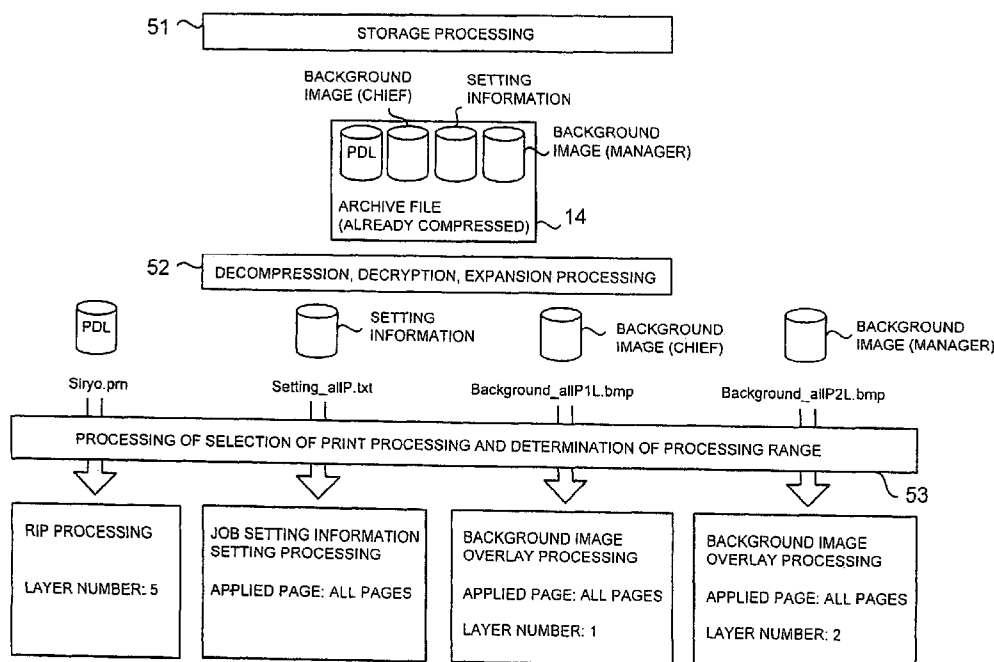 51
STORAGE PROCESSING
BACKGROUND
IMAGE (CHIEF)
SETTING
INFORMATION
PDL
BACKGROUND
IMAGE (MANAGER)
ARCHIVE FILE
(ALREADY COMPRESSED)
14
52
DECOMPRESSION, DECRYPTION, EXPANSION PROCESSING
PDL
SETTING
INFORMATION
BACKGROUND
IMAGE (CHIEF)
BACKGROUND
IMAGE (MANAGER)
Siryo.prn
Setting_allP.txt
Background_allP1L.bmp
Background_allP2L.bmp
PROCESSING OF SELECTION OF PRINT PROCESSING AND DETERMINATION OF PROCESSING RANGE
53
RIP PROCESSING
LAYER NUMBER: 5
JOB SETTING INFORMATION
SETTING PROCESSING
APPLIED PAGE: ALL PAGES
BACKGROUND IMAGE
OVERLAY PROCESSING
APPLIED PAGE: ALL PAGES
LAYER NUMBER: 1
BACKGROUND IMAGE
OVERLAY PROCESSING
APPLIED PAGE: ALL PAGES
LAYER NUMBER: 2